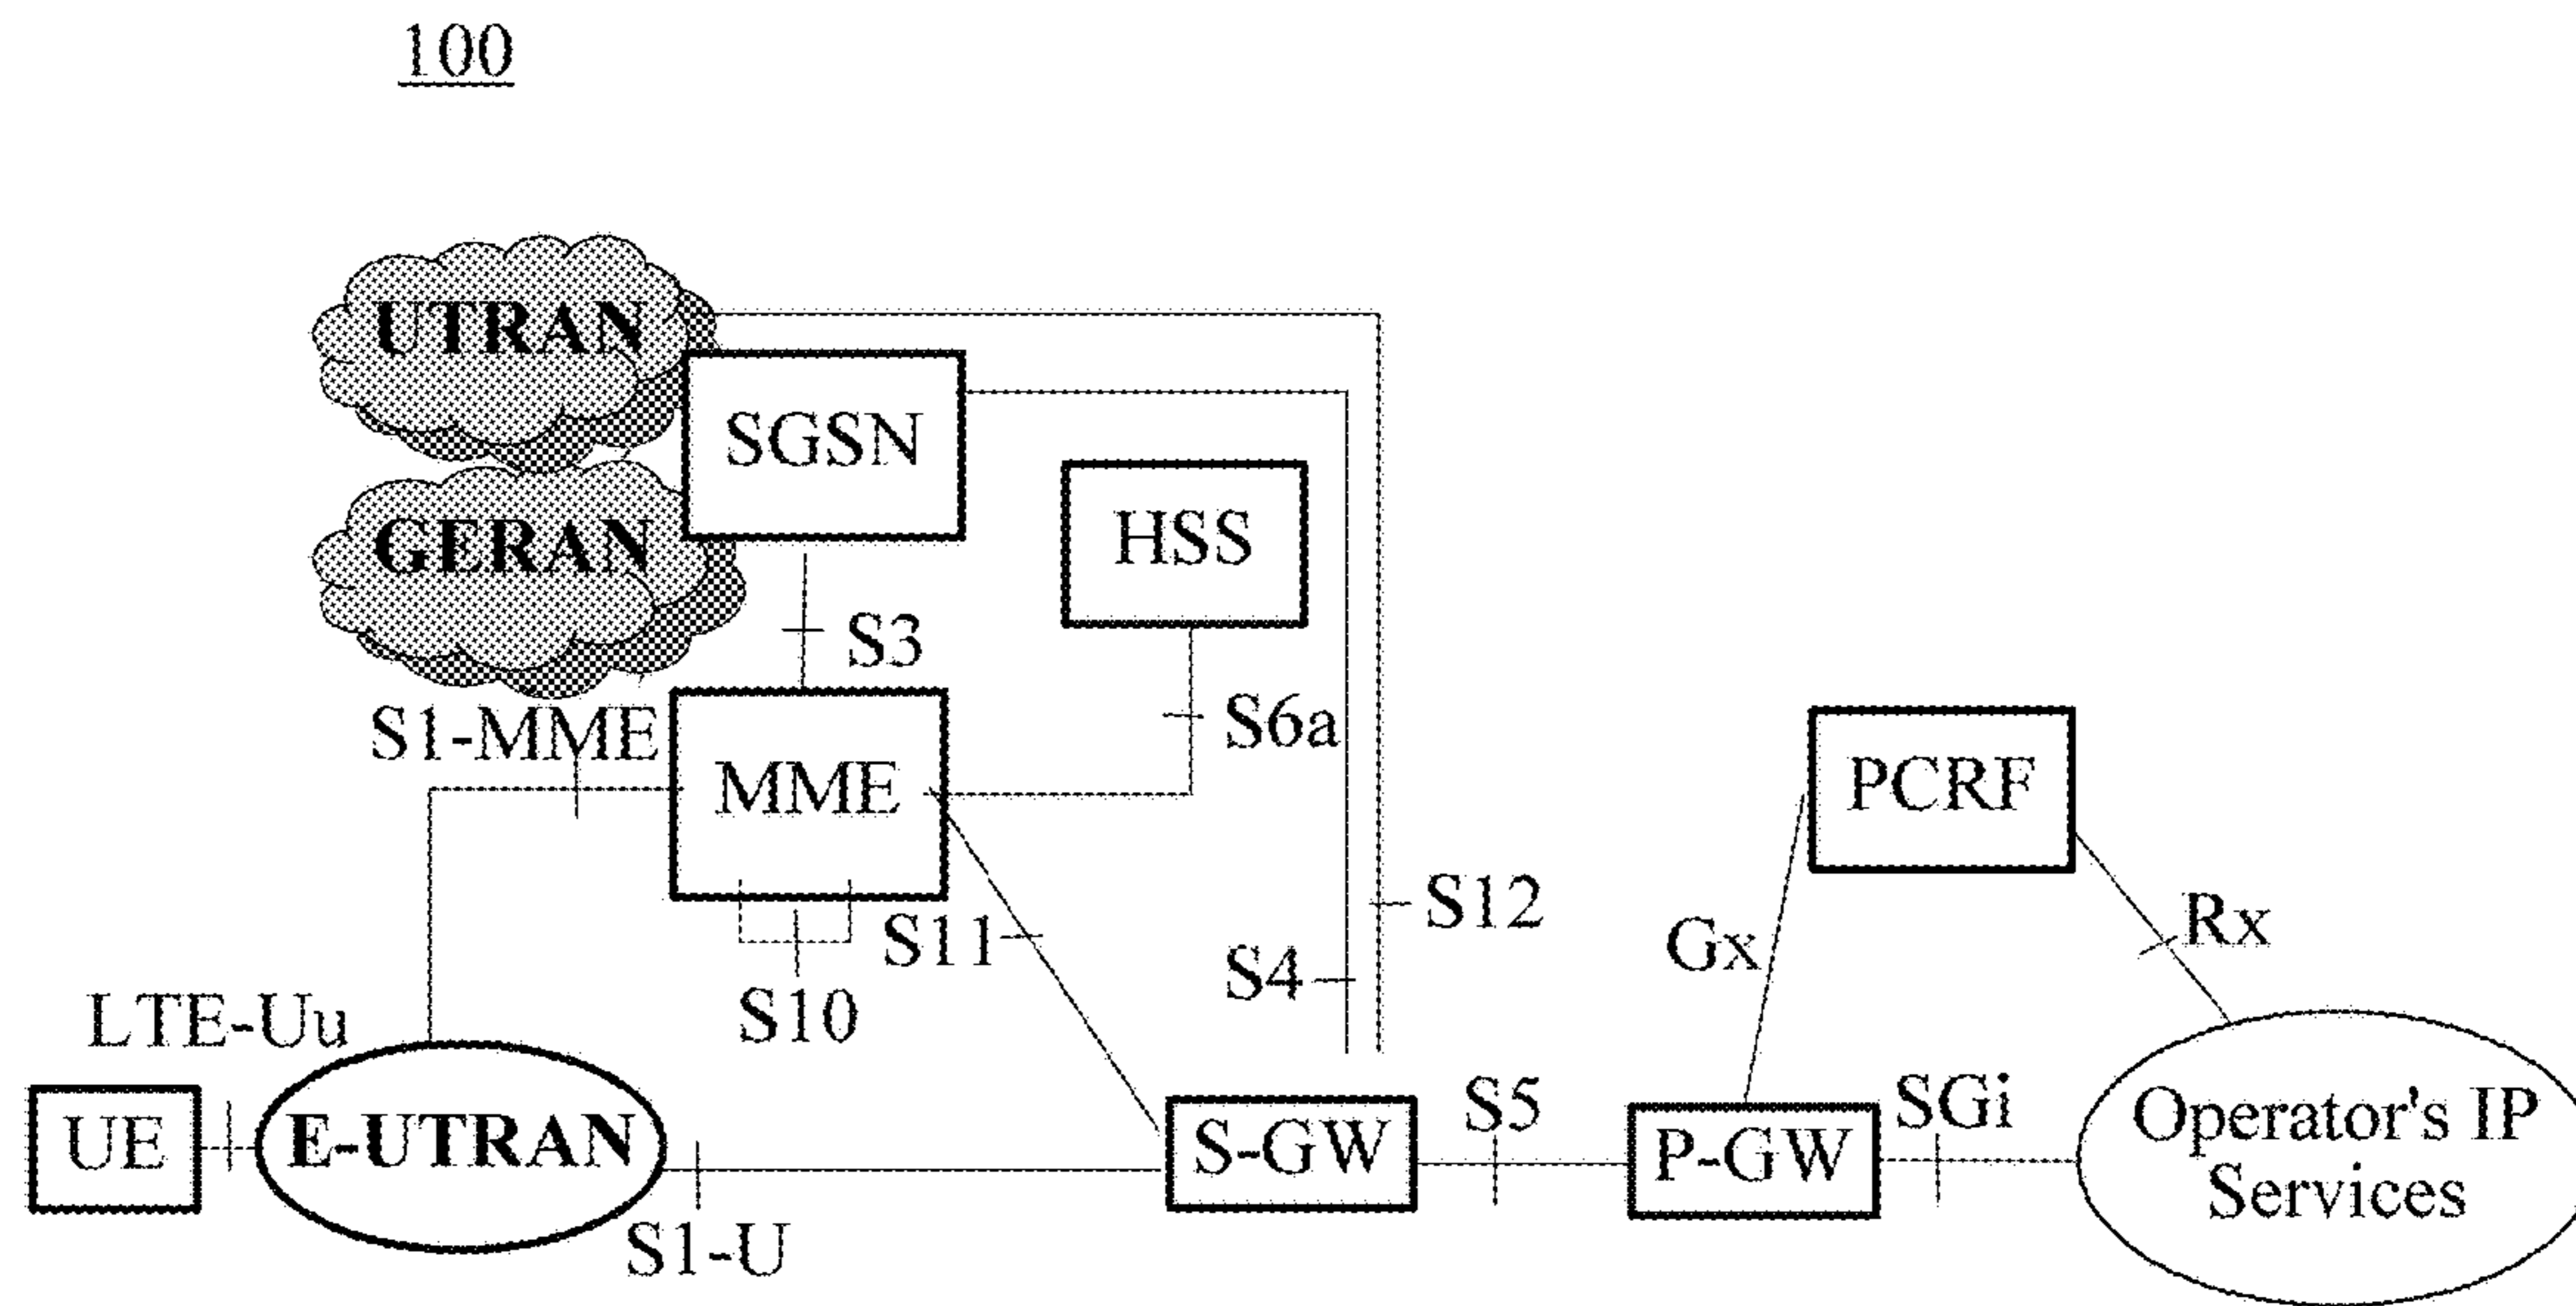 100
UTRAN
SGSN
GERAN
HSS
S3
S1-MME
S6a
MME
PCRF
S12
S11
Rx
Gx
S4
S10
LTE-Uu
UE
E-UTRAN
S-GW
S5
P-GW
SGi
Operator's IP
Services
S1-U